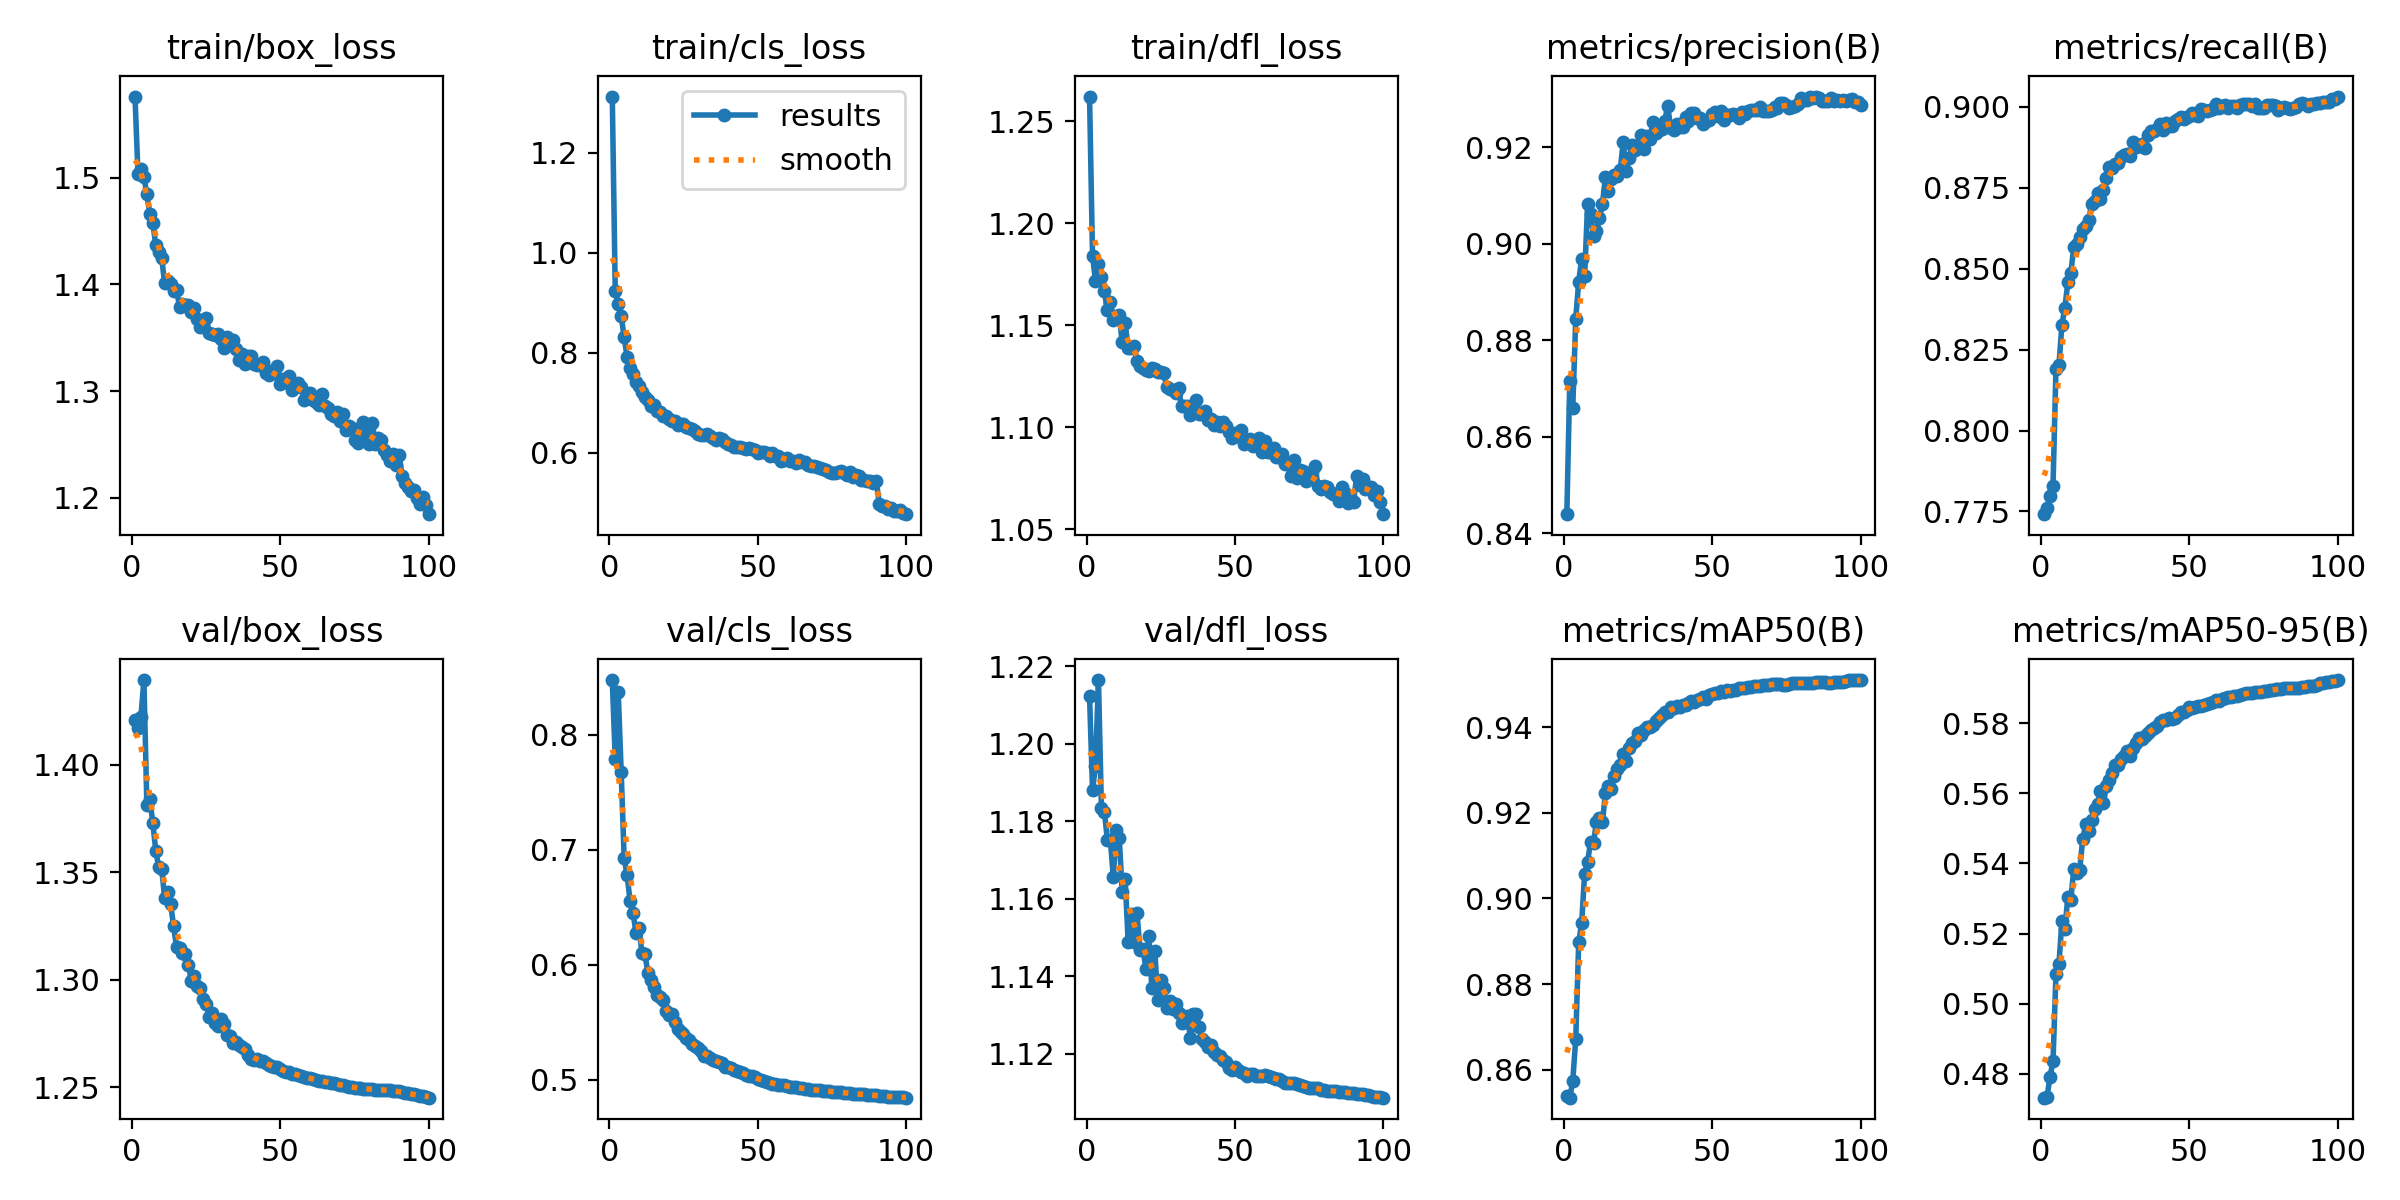 train/box_loss
1.5
1.4
1.3
1.2
0 50 100
train/cls_loss
results
smooth
1.2
1.0
0.8
0.6
0 50 100
train/dfl_loss
1.25
1.20
1.15
1.10
1.05
0 50 100
metrics/precision(B)
0.92
0.90
0.88
0.86
0.84
0 50 100
metrics/recall(B)
0.900
0.875
0.850
0.825
0.800
0.775
0 50 100
val/box_loss
1.40
1.35
1.30
1.25
0 50 100
val/cls_loss
0.8
0.7
0.6
0.5
0 50 100
val/dfl_loss
1.22
1.20
1.18
1.16
1.14
1.12
0 50 100
metrics/mAP50(B)
0.94
0.92
0.90
0.88
0.86
0 50 100
metrics/mAP50-95(B)
0.58
0.56
0.54
0.52
0.50
0.48
0 50 100